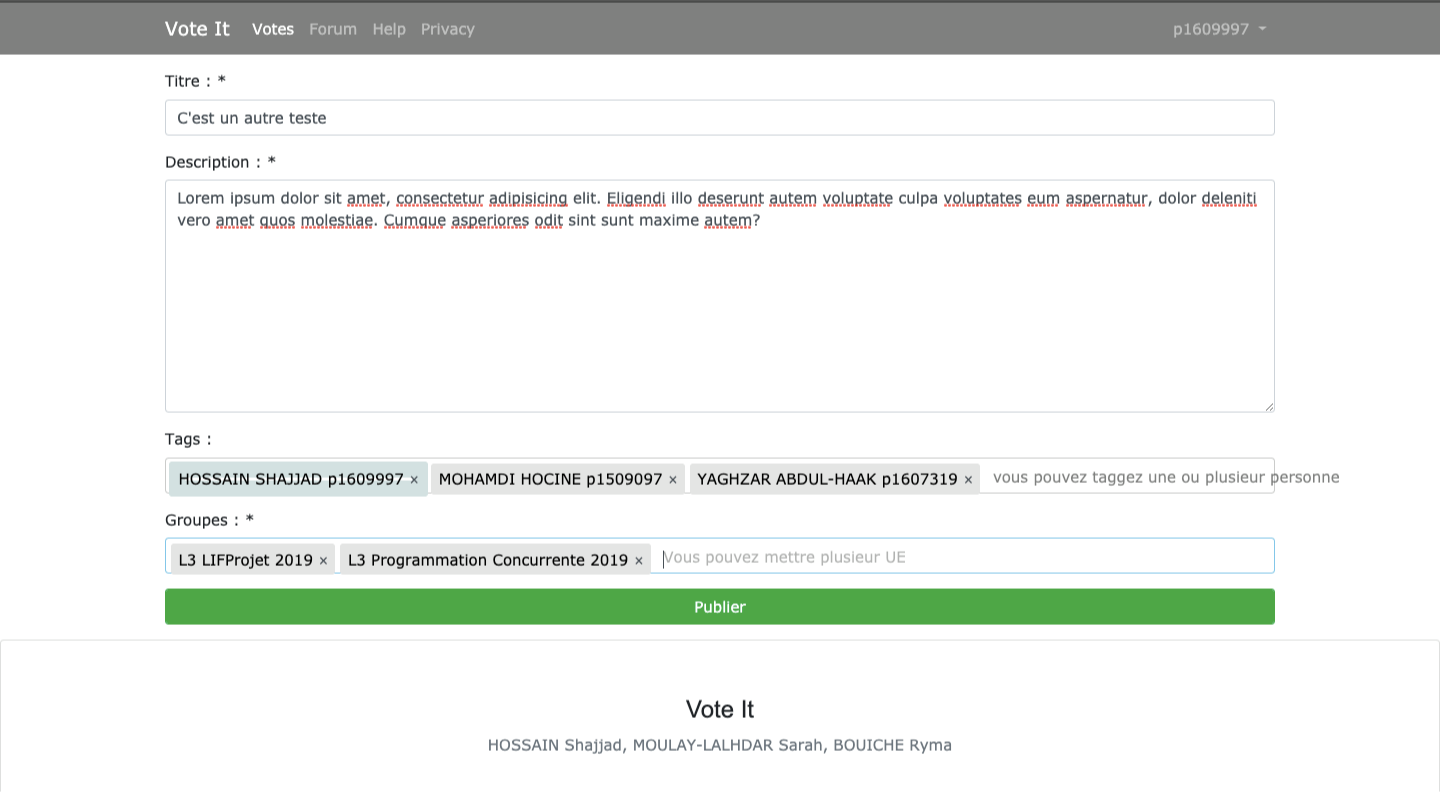 Vote It Votes Forum Help Privacy p1609997
Titre : *
C'est un autre teste
Description : *
Lorem ipsum dolor sit amet, consectetur adipisicing elit. Eligendi illo deserunt autem voluptate culpa voluptates eum aspernatur, dolor deleniti
vero amet quos molestiae. Cumque asperiores odit sint sunt maxime autem?
Tags :
HOSSAIN SHAJJAD p1609997 × MOHAMDI HOCINE p1509097 × YAGHZAR ABDUL-HAAK p1607319 × vous pouvez taggez une ou plusieur personne
Groupes : *
L3 LIFProjet 2019 × L3 Programmation Concurrente 2019 × Vous pouvez mettre plusieur UE
Publier
Vote It
HOSSAIN Shajjad, MOULAY-LALHDAR Sarah, BOUICHE Ryma